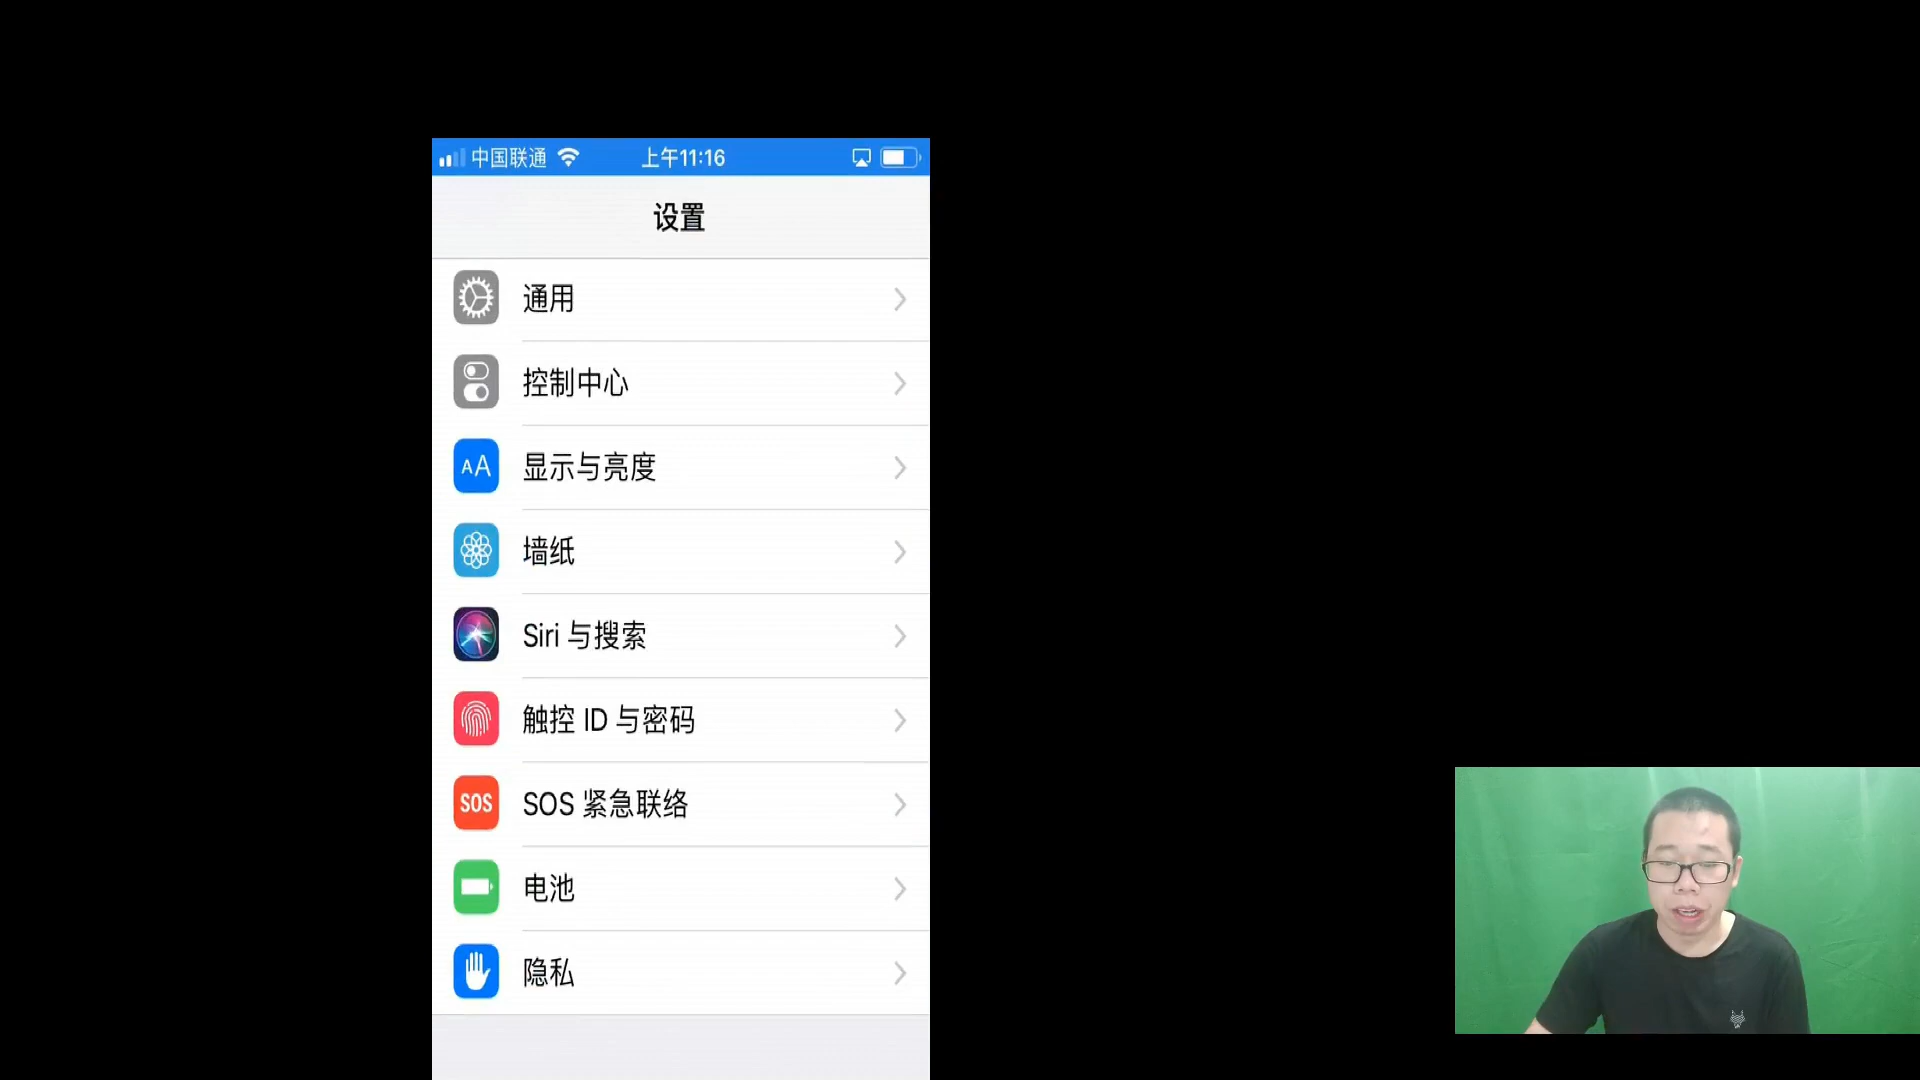 中国联通 上午11:16
设置
通用
控制中心
AA 显示与亮度
墙纸
Siri 与搜索
触控 ID 与密码
SOS SOS 紧急联络
电池
隐私